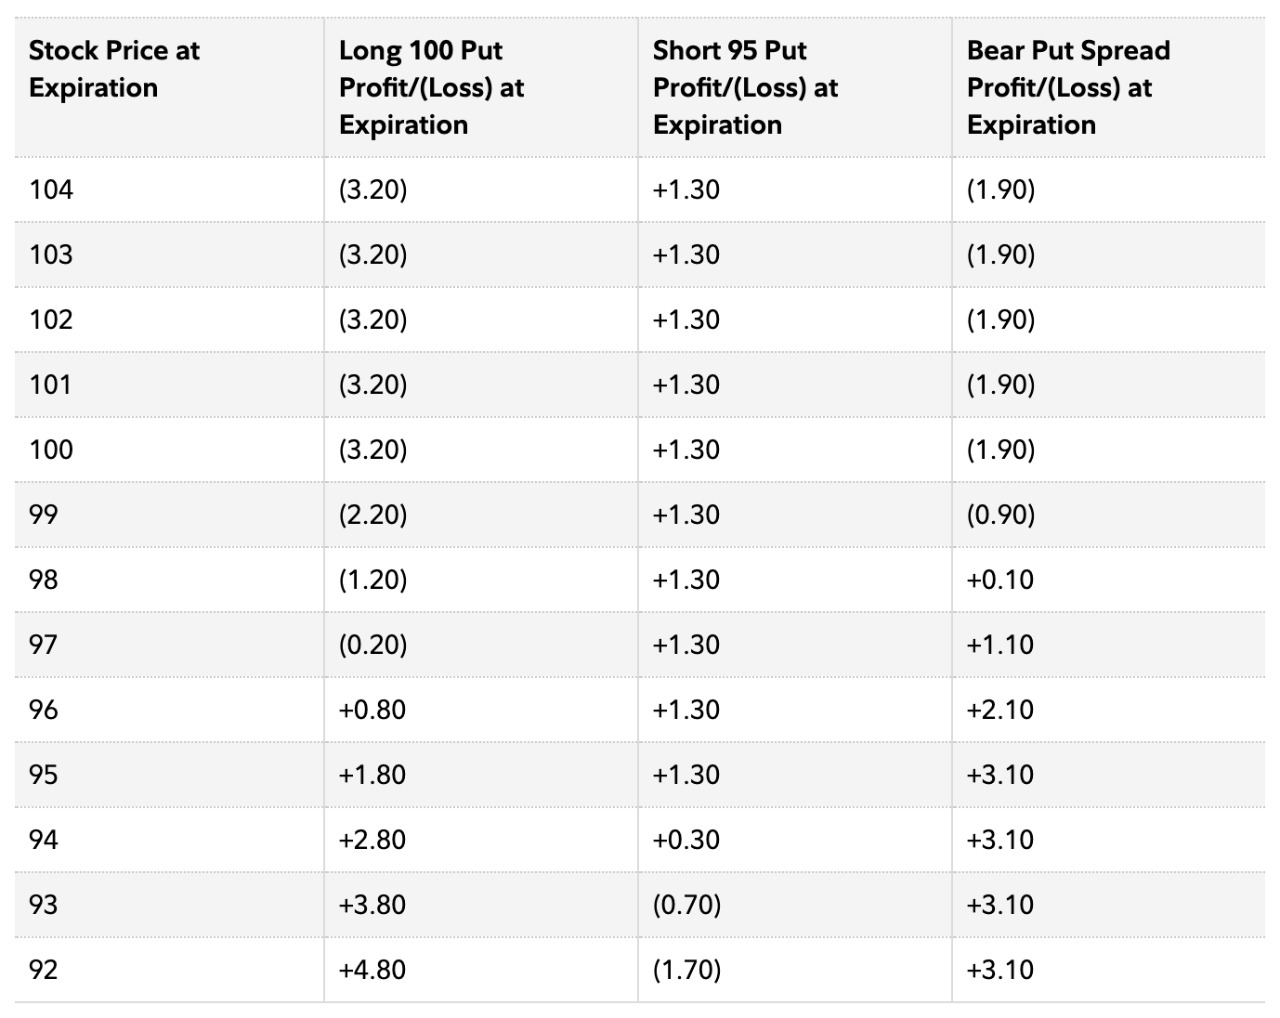 Stock Price at Expiration | Long 100 Put Profit/(Loss) at Expiration | Short 95 Put Profit/(Loss) at Expiration | Bear Put Spread Profit/(Loss) at Expiration
104 | (3.20) | +1.30 | (1.90)
103 | (3.20) | +1.30 | (1.90)
102 | (3.20) | +1.30 | (1.90)
101 | (3.20) | +1.30 | (1.90)
100 | (3.20) | +1.30 | (1.90)
99 | (2.20) | +1.30 | (0.90)
98 | (1.20) | +1.30 | +0.10
97 | (0.20) | +1.30 | +1.10
96 | +0.80 | +1.30 | +2.10
95 | +1.80 | +1.30 | +3.10
94 | +2.80 | +0.30 | +3.10
93 | +3.80 | (0.70) | +3.10
92 | +4.80 | (1.70) | +3.10